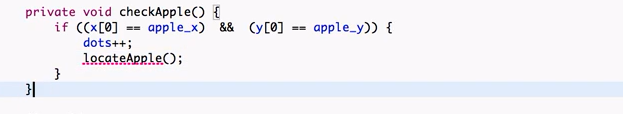 private void checkApple() {
if ((x[0] == apple_x)  &&  (y[0] == apple_y)) {
dots++;
locateApple();
}
}